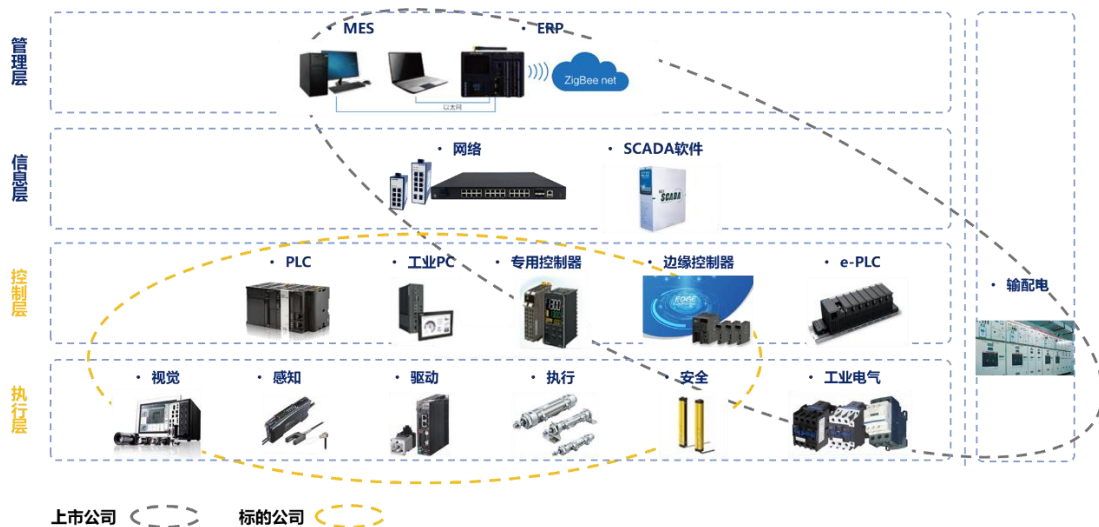 管理层
• MES
• ERP
ZigBee net
以太网
信息层
• 网络
• SCADA软件
SCADA
控制层
• PLC
• 工业PC
• 专用控制器
• 边缘控制器
• e-PLC
EDGE
• 输配电
执行层
• 视觉
• 感知
• 驱动
• 执行
• 安全
• 工业电气
上市公司
标的公司